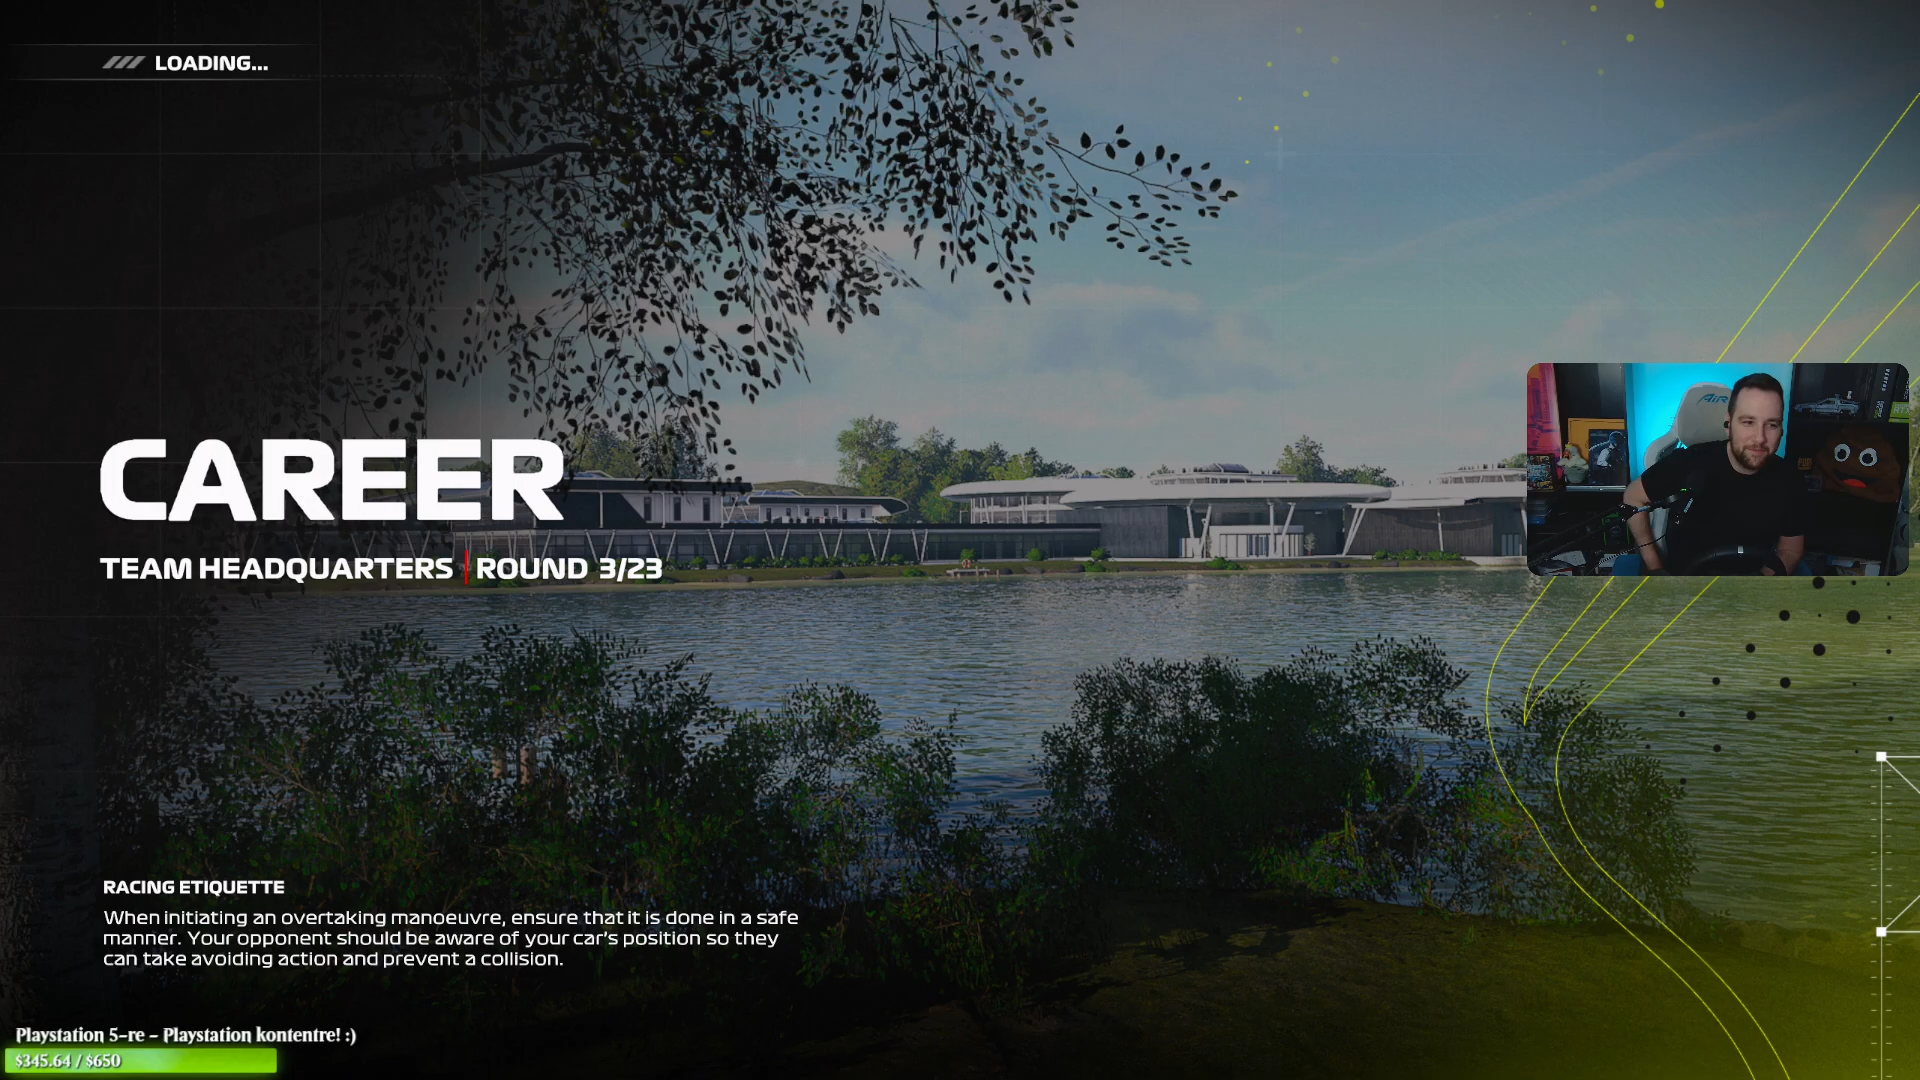 LOADING...
CAREER
TEAM HEADQUARTERS | ROUND 3/23
AIR
RACING ETIQUETTE
When initiating an overtaking manoeuvre, ensure that it is done in a safe
manner. Your opponent should be aware of your car's position so they
can take avoiding action and prevent a collision.
Playstation 5-re - Playstation kontentre! :)
$345.64 / $650